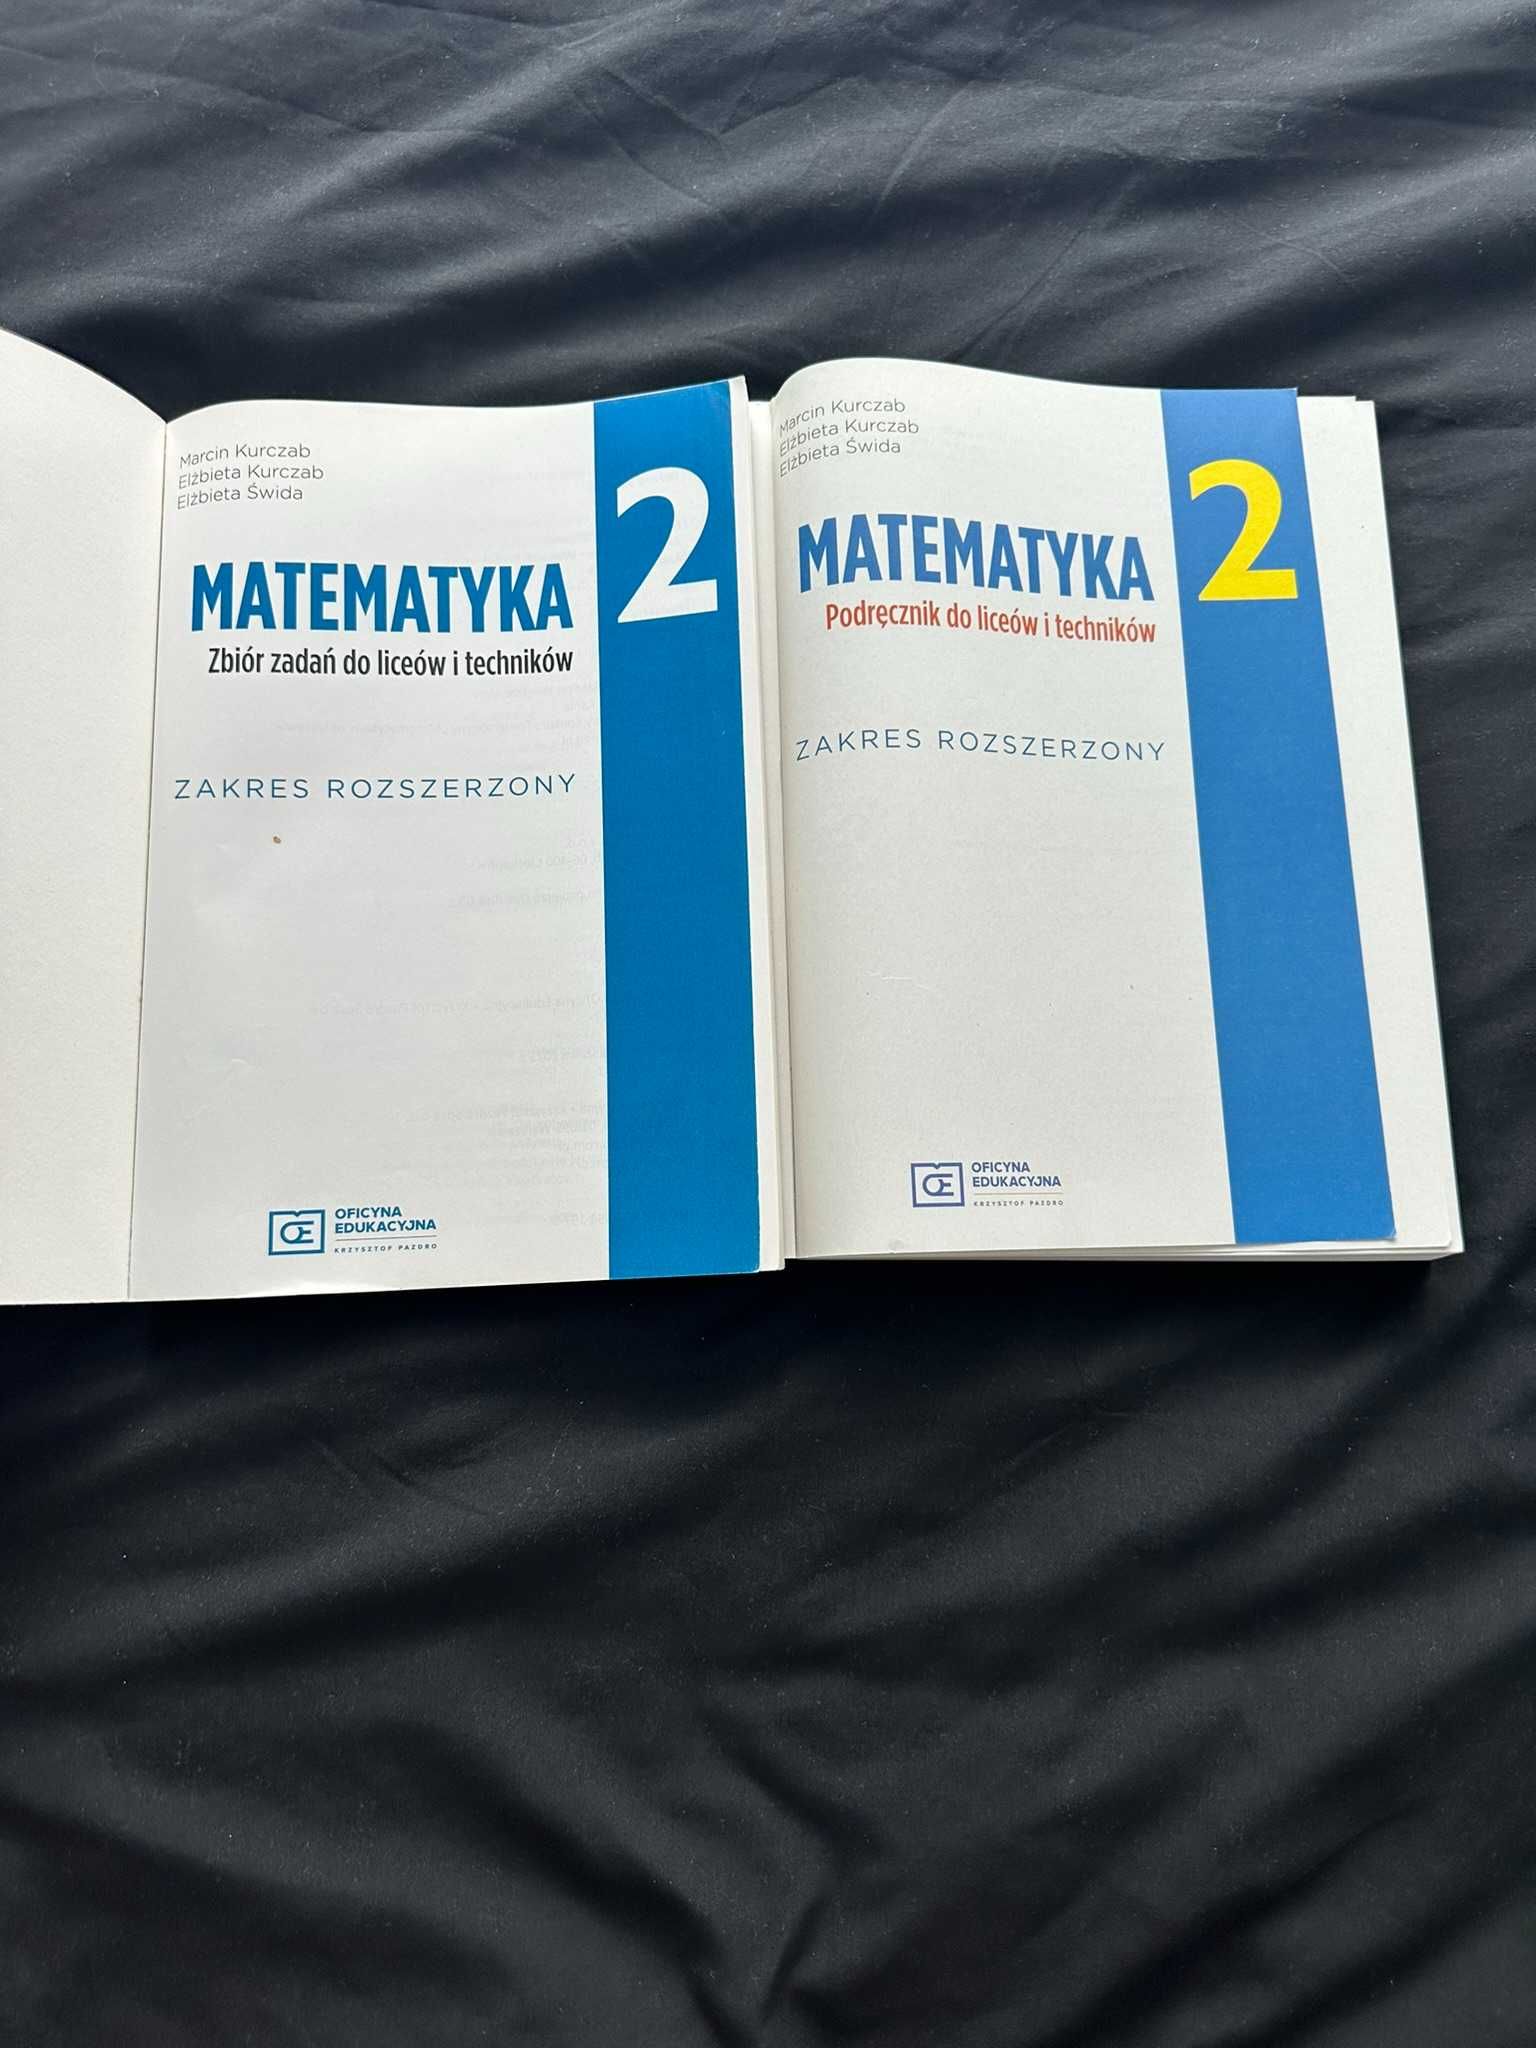 Marcin Kurczab
Elżbieta Kurczab
Elżbieta Świda
2
MATEMATYKA
Zbiór zadań do liceów i techników
ZAKRES ROZSZERZONY
OFICYNA
EDUKACYJNA
KRZYSZTOF PAZDRO
Marcin Kurczab
Elżbieta Kurczab
Elżbieta Świda
2
MATEMATYKA
Podręcznik do liceów i techników
ZAKRES ROZSZERZONY
OFICYNA
EDUKACYJNA
KRZYSZTOF PAZDRO